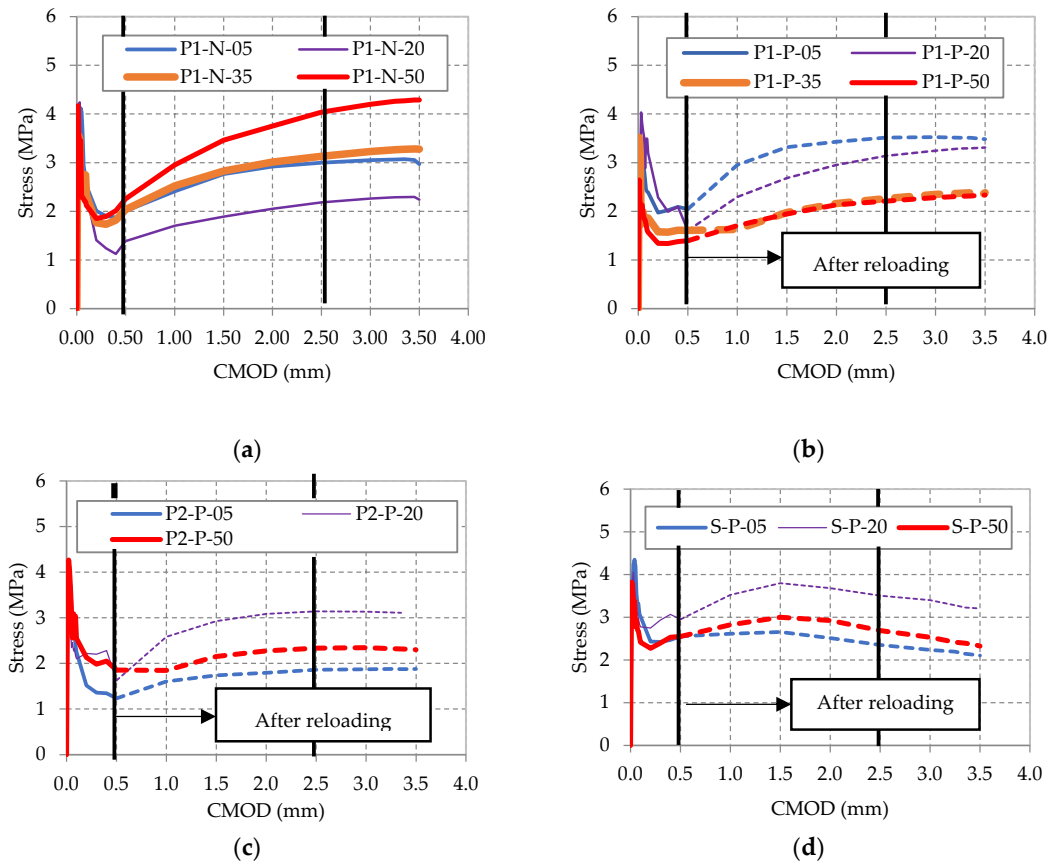 6
5
4
3
2
1
0
Stress (MPa)
P1-N-05 P1-N-20
P1-N-35 P1-N-50
0.00 0.50 1.00 1.50 2.00 2.50 3.00 3.50 4.00
CMOD (mm)
(a)
6
5
4
3
2
1
0
Stress (MPa)
P1-P-05 P1-P-20
P1-P-35 P1-P-50
After reloading
0.0 0.5 1.0 1.5 2.0 2.5 3.0 3.5 4.0
CMOD (mm)
(b)
6
5
4
3
2
1
0
Stress (MPa)
P2-P-05 P2-P-20
P2-P-50
After reloading
0.0 0.5 1.0 1.5 2.0 2.5 3.0 3.5 4.0
CMOD (mm)
(c)
6
5
4
3
2
1
0
Stress (MPa)
S-P-05 S-P-20 S-P-50
After reloading
0.0 0.5 1.0 1.5 2.0 2.5 3.0 3.5 4.0
CMOD (mm)
(d)